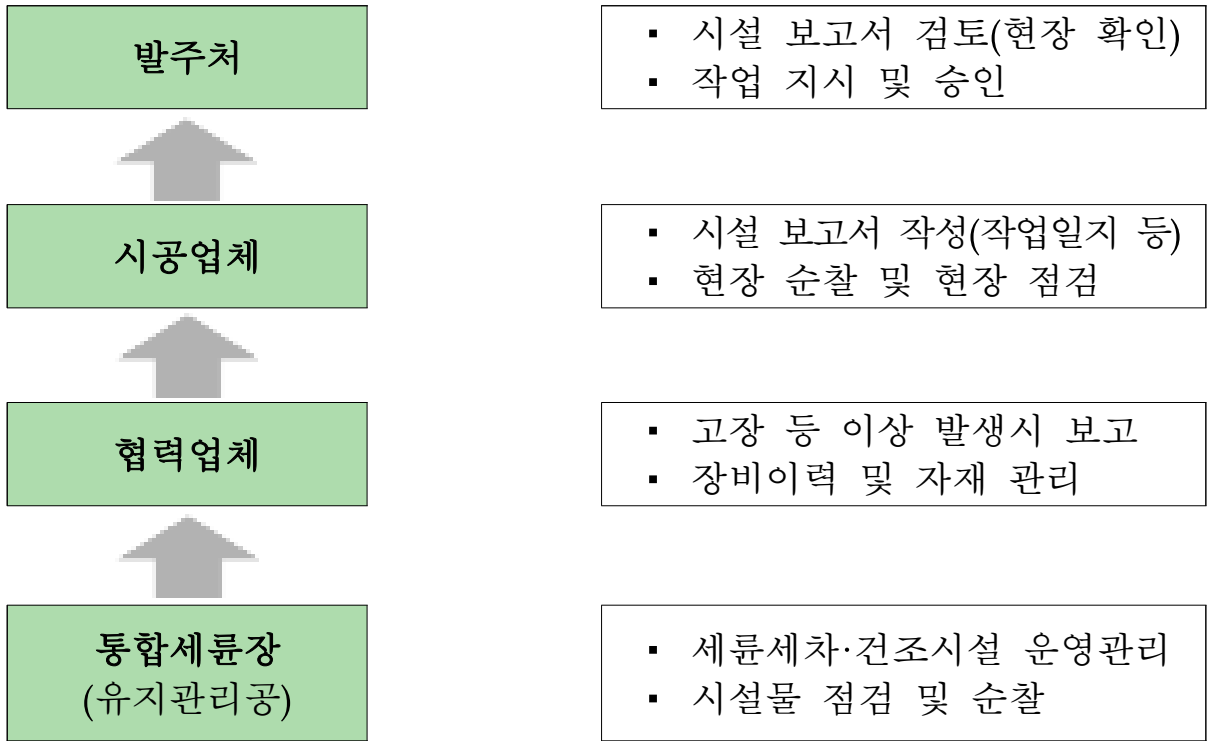 발주처
▪ 시설 보고서 검토(현장 확인)
▪ 작업 지시 및 승인
시공업체
▪ 시설 보고서 작성(작업일지 등)
▪ 현장 순찰 및 현장 점검
협력업체
▪ 고장 등 이상 발생시 보고
▪ 장비이력 및 자재 관리
통합세륜장
(유지관리공)
▪ 세륜세차·건조시설 운영관리
▪ 시설물 점검 및 순찰